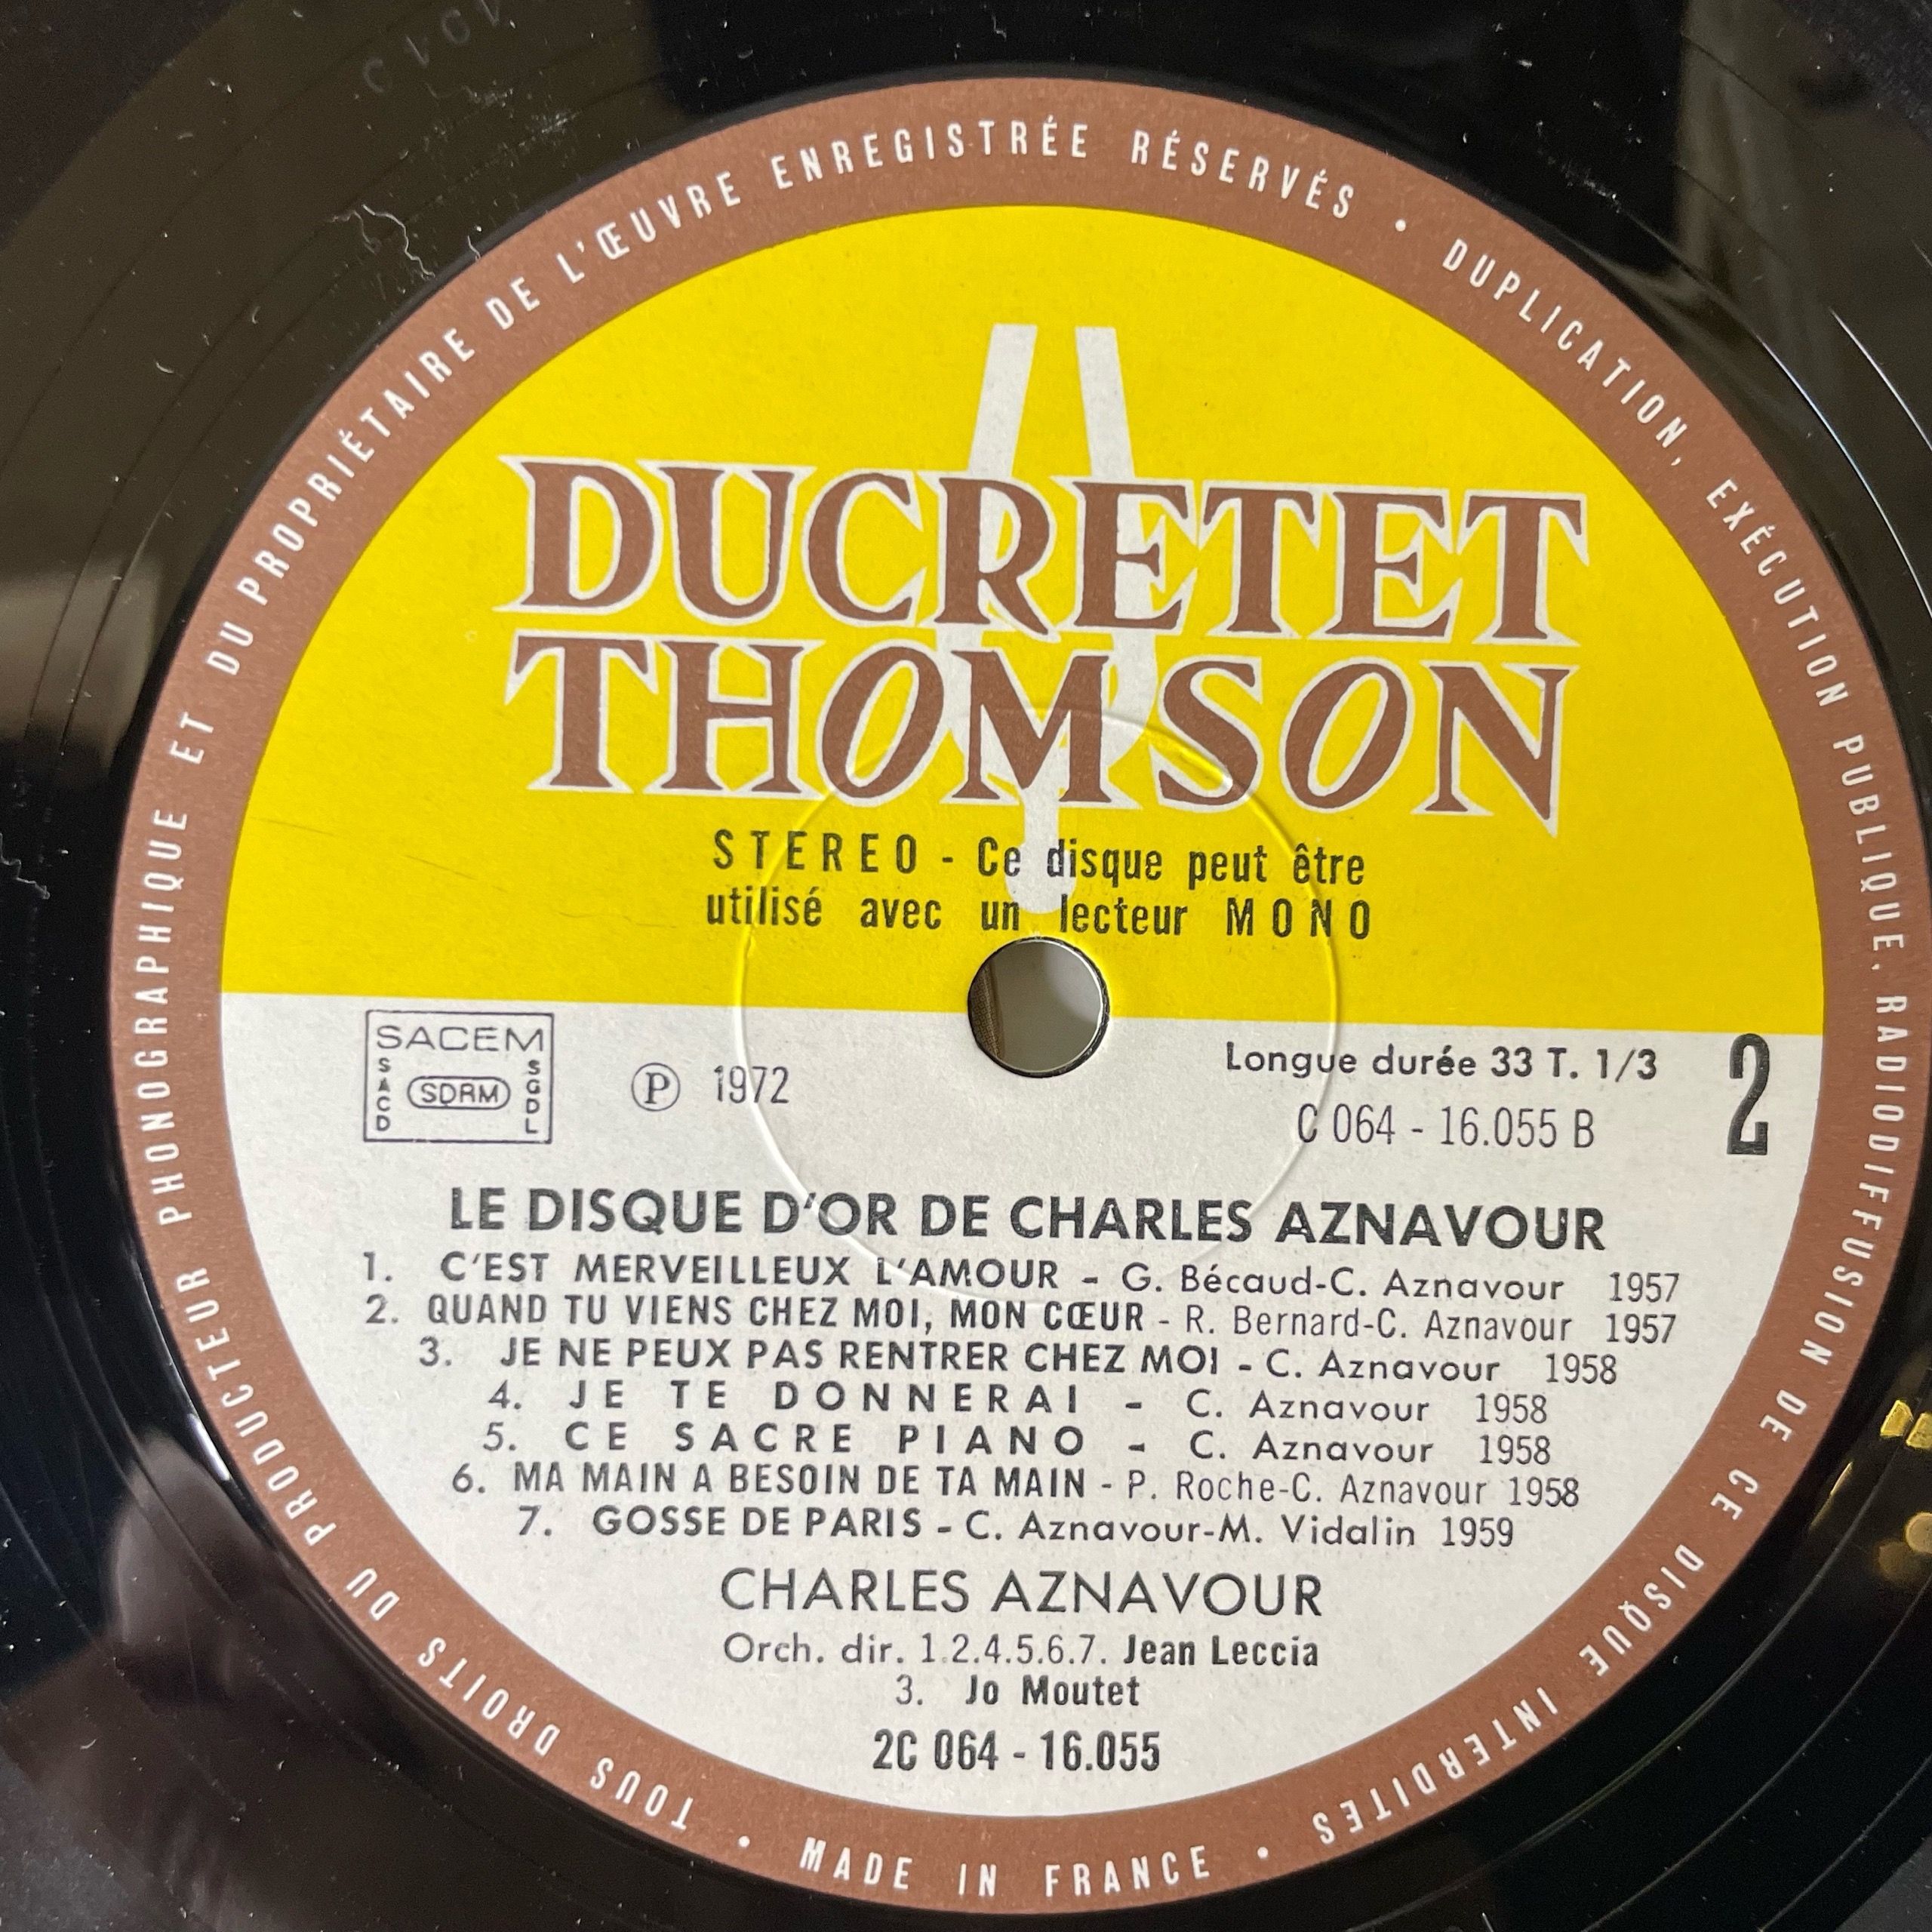 TOUS DROITS DU PRODUCTEUR PHONOGRAPHIQUE ET DU PROPRIÉTAIRE DE L'ŒUVRE ENREGISTRÉE RÉSERVÉS • DUPLICATION, EXÉCUTION PUBLIQUE, RADIODIFFUSION DE CE DISQUE INTERDITES • MADE IN FRANCE •
DUCRETET
THOMSON
STEREO - Ce disque peut être
utilisé avec un lecteur MONO
SACEM
SACD
SDRM
SGDL
Ⓟ 1972
Longue durée 33 T. 1/3
C 064 - 16.055 B
2
LE DISQUE D'OR DE CHARLES AZNAVOUR
1. C'EST MERVEILLEUX L'AMOUR - G. Bécaud-C. Aznavour 1957
2. QUAND TU VIENS CHEZ MOI, MON CŒUR - R. Bernard-C. Aznavour 1957
3. JE NE PEUX PAS RENTRER CHEZ MOI - C. Aznavour 1958
4. JE TE DONNERAI - C. Aznavour 1958
5. CE SACRE PIANO - C. Aznavour 1958
6. MA MAIN A BESOIN DE TA MAIN - P. Roche-C. Aznavour 1958
7. GOSSE DE PARIS - C. Aznavour-M. Vidalin 1959
CHARLES AZNAVOUR
Orch. dir. 1.2.4.5.6.7. Jean Leccia
3. Jo Moutet
2C 064 - 16.055